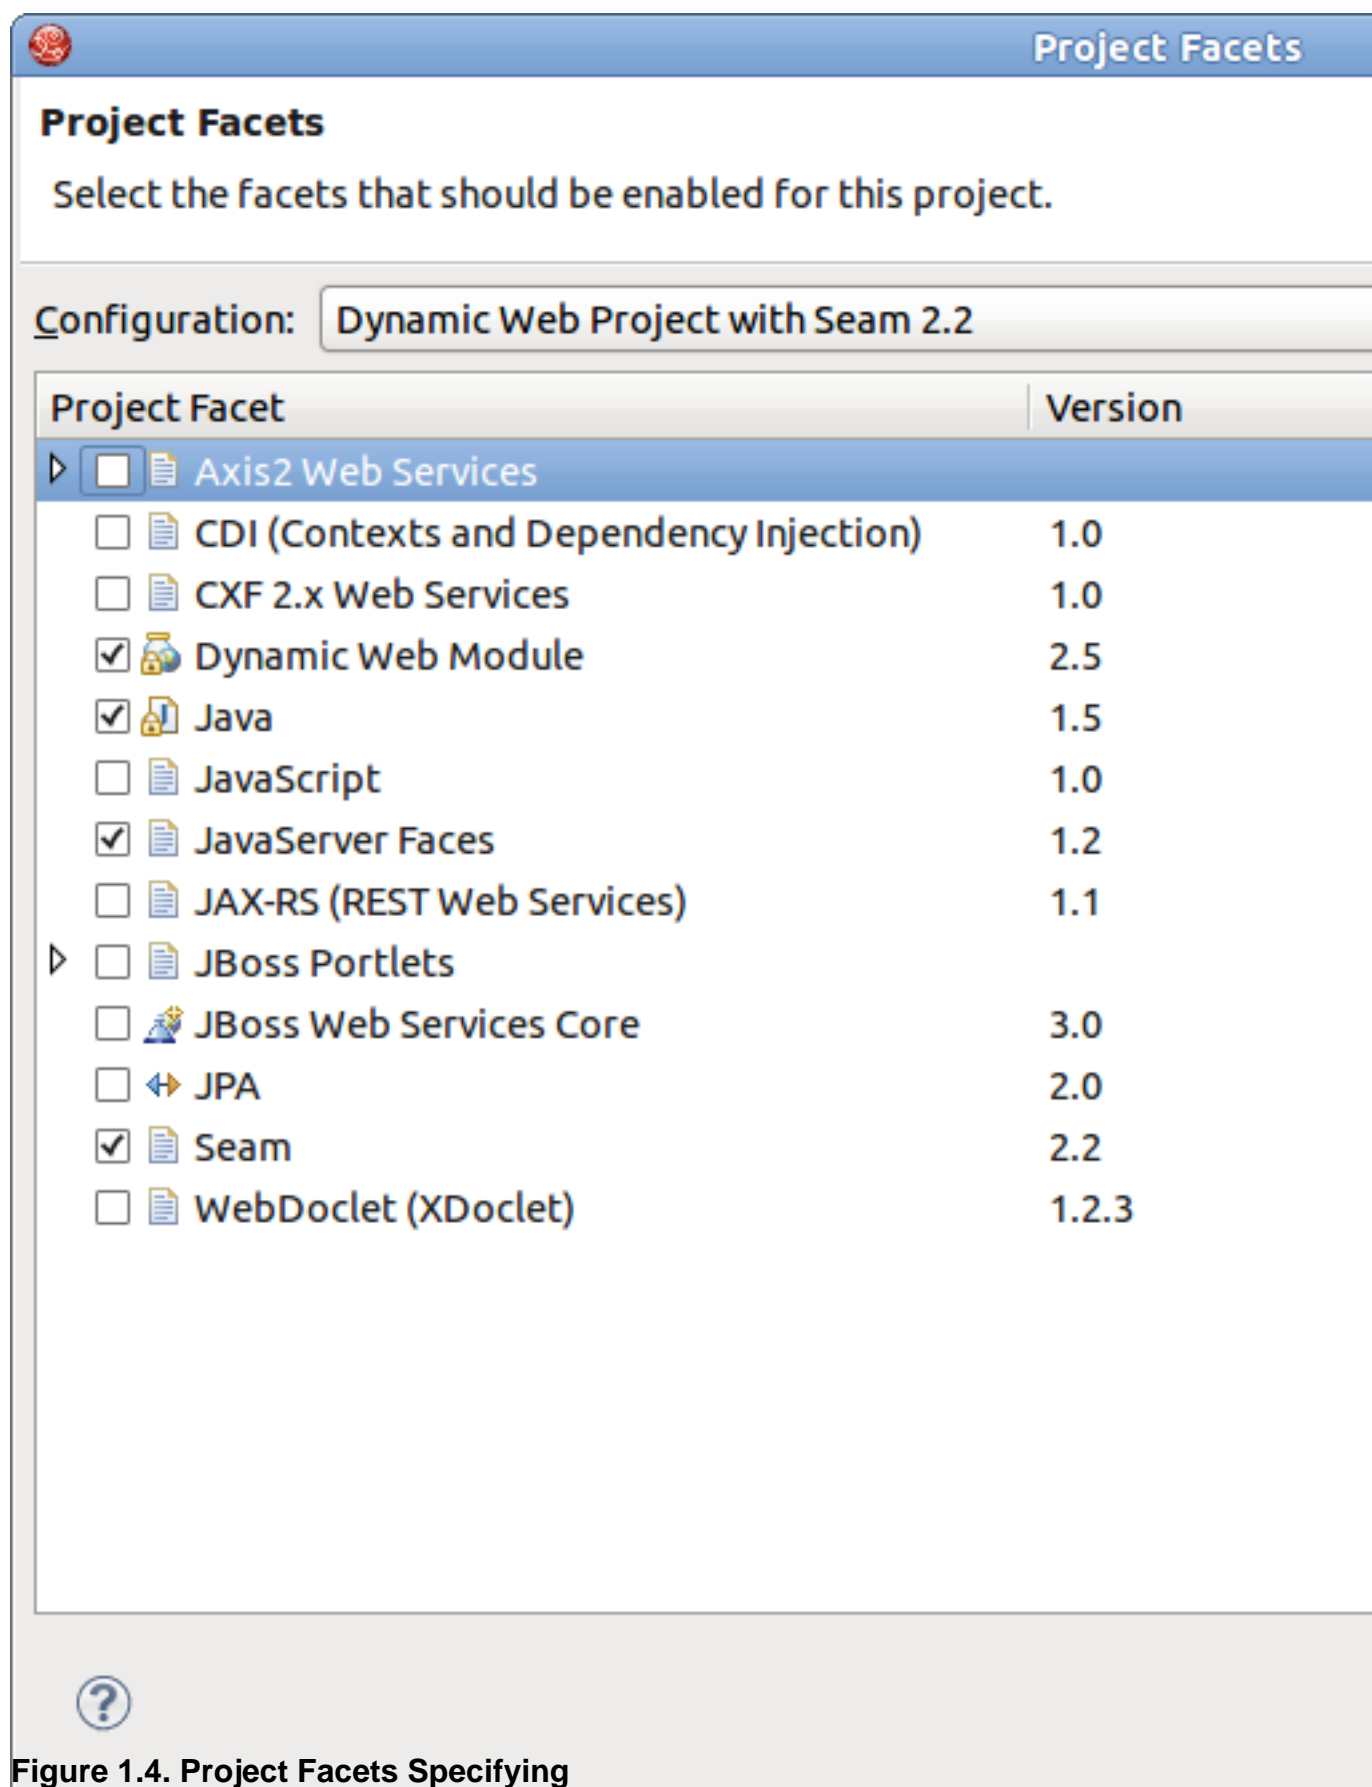 Project Facets
Project Facets
Select the facets that should be enabled for this project.
Configuration: Dynamic Web Project with Seam 2.2
Project Facet Version
Axis2 Web Services
CDI (Contexts and Dependency Injection) 1.0
CXF 2.x Web Services 1.0
Dynamic Web Module 2.5
Java 1.5
JavaScript 1.0
JavaServer Faces 1.2
JAX-RS (REST Web Services) 1.1
JBoss Portlets
JBoss Web Services Core 3.0
JPA 2.0
Seam 2.2
WebDoclet (XDoclet) 1.2.3
?
Figure 1.4. Project Facets Specifying